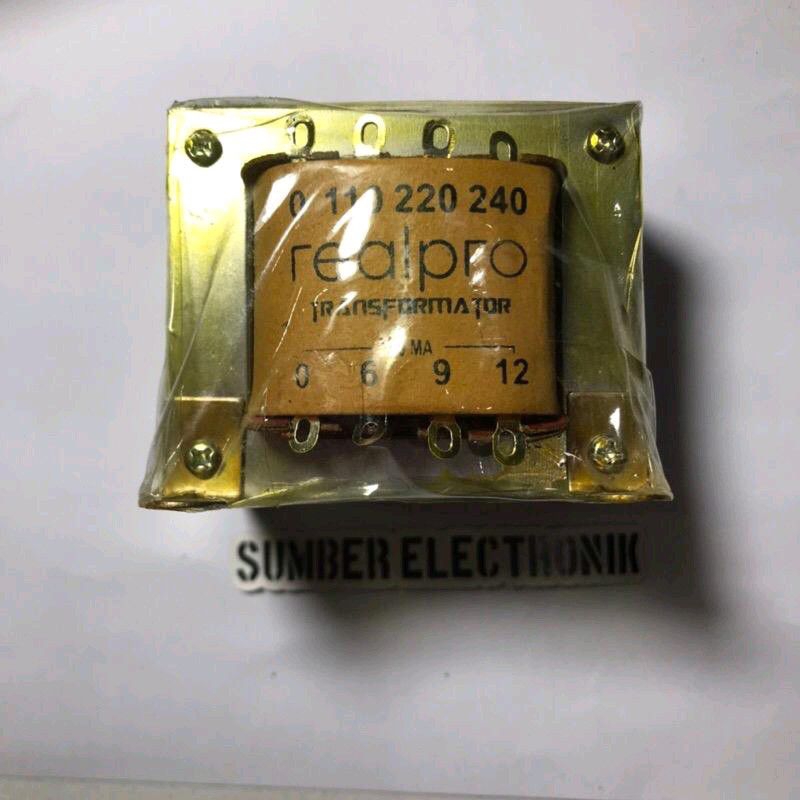 0 110 220 240
realpro
TRANSFORMATOR
MA
0 6 9 12
SUMBER ELECTRONIK